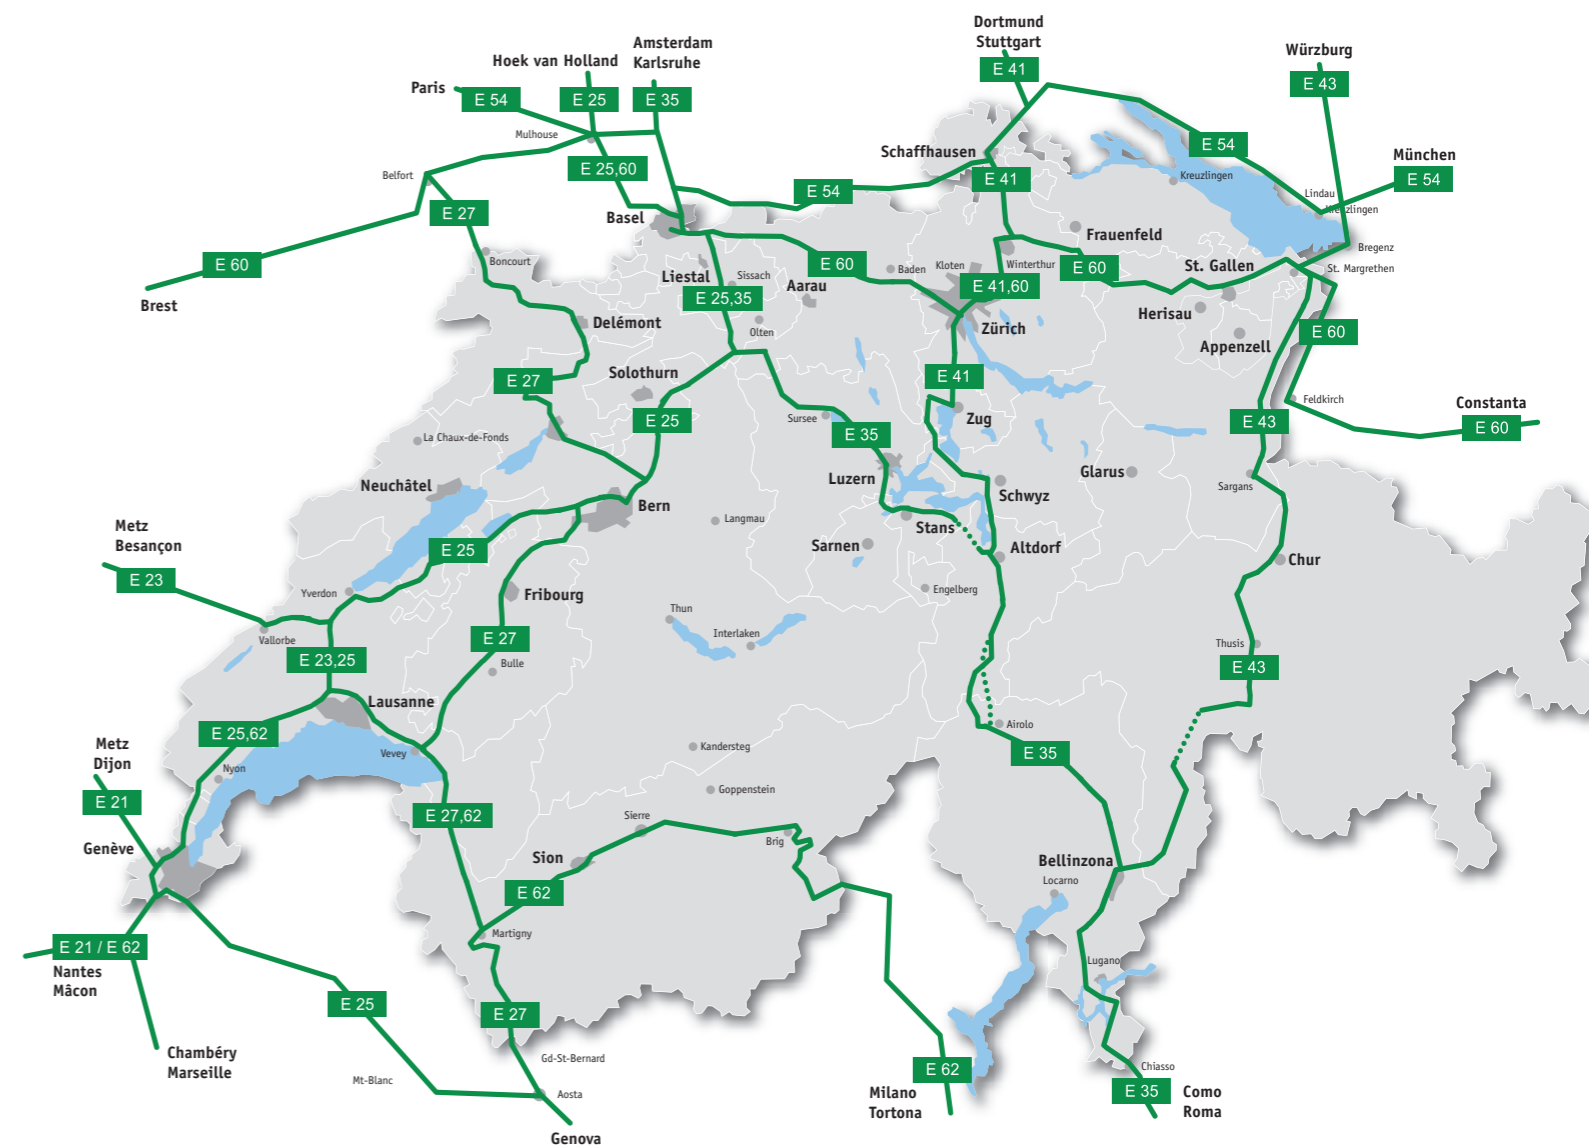 Dortmund
Stuttgart
Amsterdam
Karlsruhe
Würzburg
Hoek van Holland
Paris
E 41
E 43
E 54
E 25
E 35
Mulhouse
E 54
Schaffhausen
München
E 25,60
Belfort
Kreuzlingen
E 41
E 54
E 54
Lindau
Kreuzlingen
E 27
Basel
Frauenfeld
Bregenz
E 60
Boncourt
E 60
Baden
Kloten
Winterthur
E 60
St. Gallen
St. Margrethen
Liestal
Sissach
Aarau
E 41,60
Brest
E 25,35
Herisau
Delémont
Olten
Zürich
E 60
Appenzell
Solothurn
E 27
E 41
Feldkirch
Constanta
Sursee
Zug
E 25
E 43
E 60
La Chaux-de-Fonds
E 35
Luzern
Glarus
Neuchâtel
Sargans
Schwyz
Bern
Metz
Besançon
Langmau
Stans
Sarnen
Altdorf
E 25
Chur
E 23
Yverdon
Fribourg
Engelberg
Thun
Interlaken
Vallorbe
E 27
Thusis
E 23,25
Bulle
E 43
Lausanne
Airolo
E 25,62
Metz
Dijon
Vevey
Kandersteg
E 35
Nyon
Goppenstein
E 21
E 27,62
Sierre
Genève
Brig
Sion
Bellinzona
Locarno
E 62
Martigny
E 21 / E 62
Nantes
Mâcon
Lugano
E 25
E 27
Chambéry
Marseille
Gd-St-Bernard
Mt-Blanc
Aosta
E 62
Chiasso
Milano
Tortona
E 35
Como
Roma
Genova